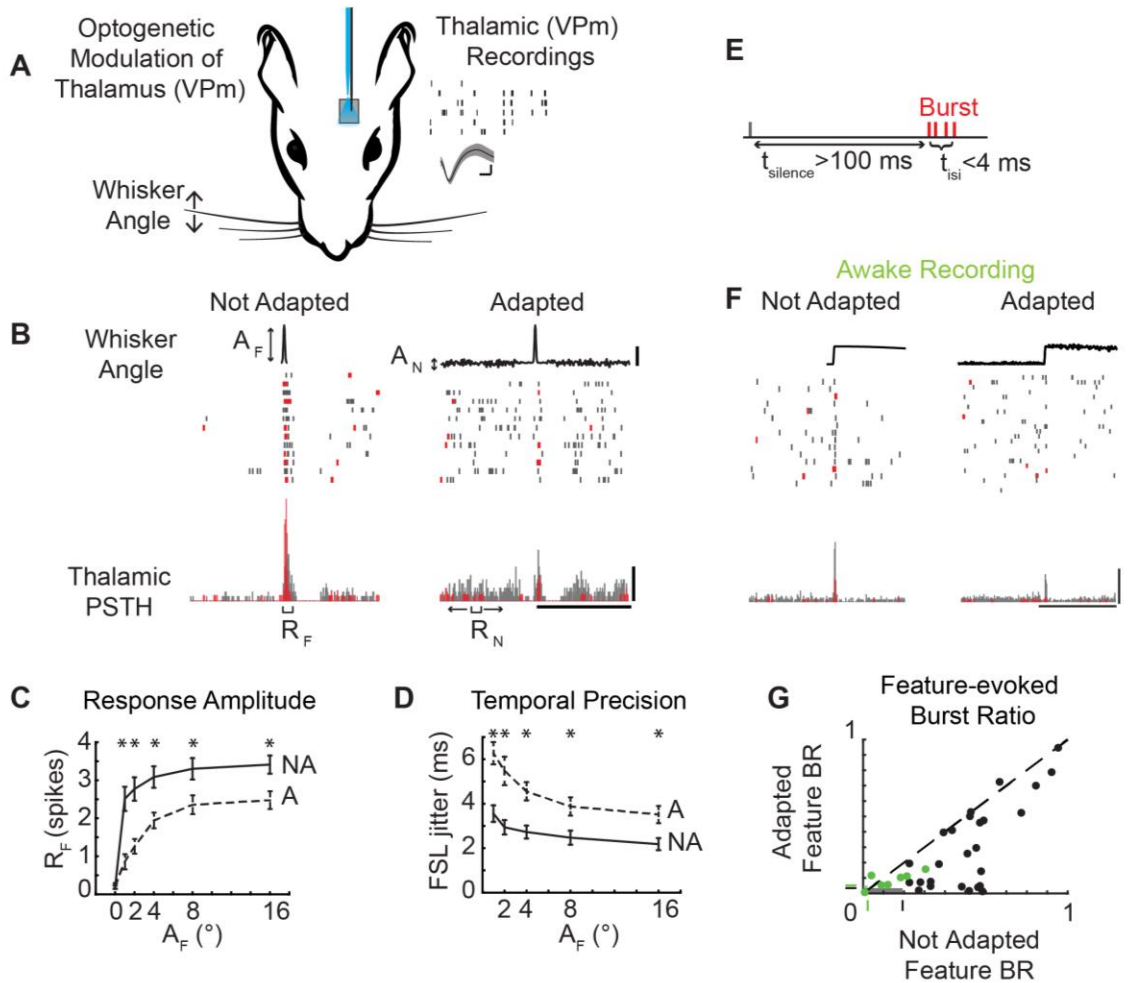 A
Optogenetic
Modulation of
Thalamus (VPm)
Thalamic (VPm)
Recordings
Whisker
Angle
E
Burst
t_silence>100 ms
t_isi<4 ms
B
Not Adapted
Adapted
Whisker
Angle
A_F
A_N
Thalamic
PSTH
R_F
R_N
Awake Recording
F
Not Adapted
Adapted
C
Response Amplitude
** * * *
4
3
2
1
0
R_F (spikes)
NA
A
0 2 4 8 16
A_F (°)
D
Temporal Precision
** * * *
6
4
2
0
FSL jitter (ms)
A
NA
2 4 8 16
A_F (°)
G
Feature-evoked
Burst Ratio
1
Adapted
Feature BR
0
1
Not Adapted
Feature BR